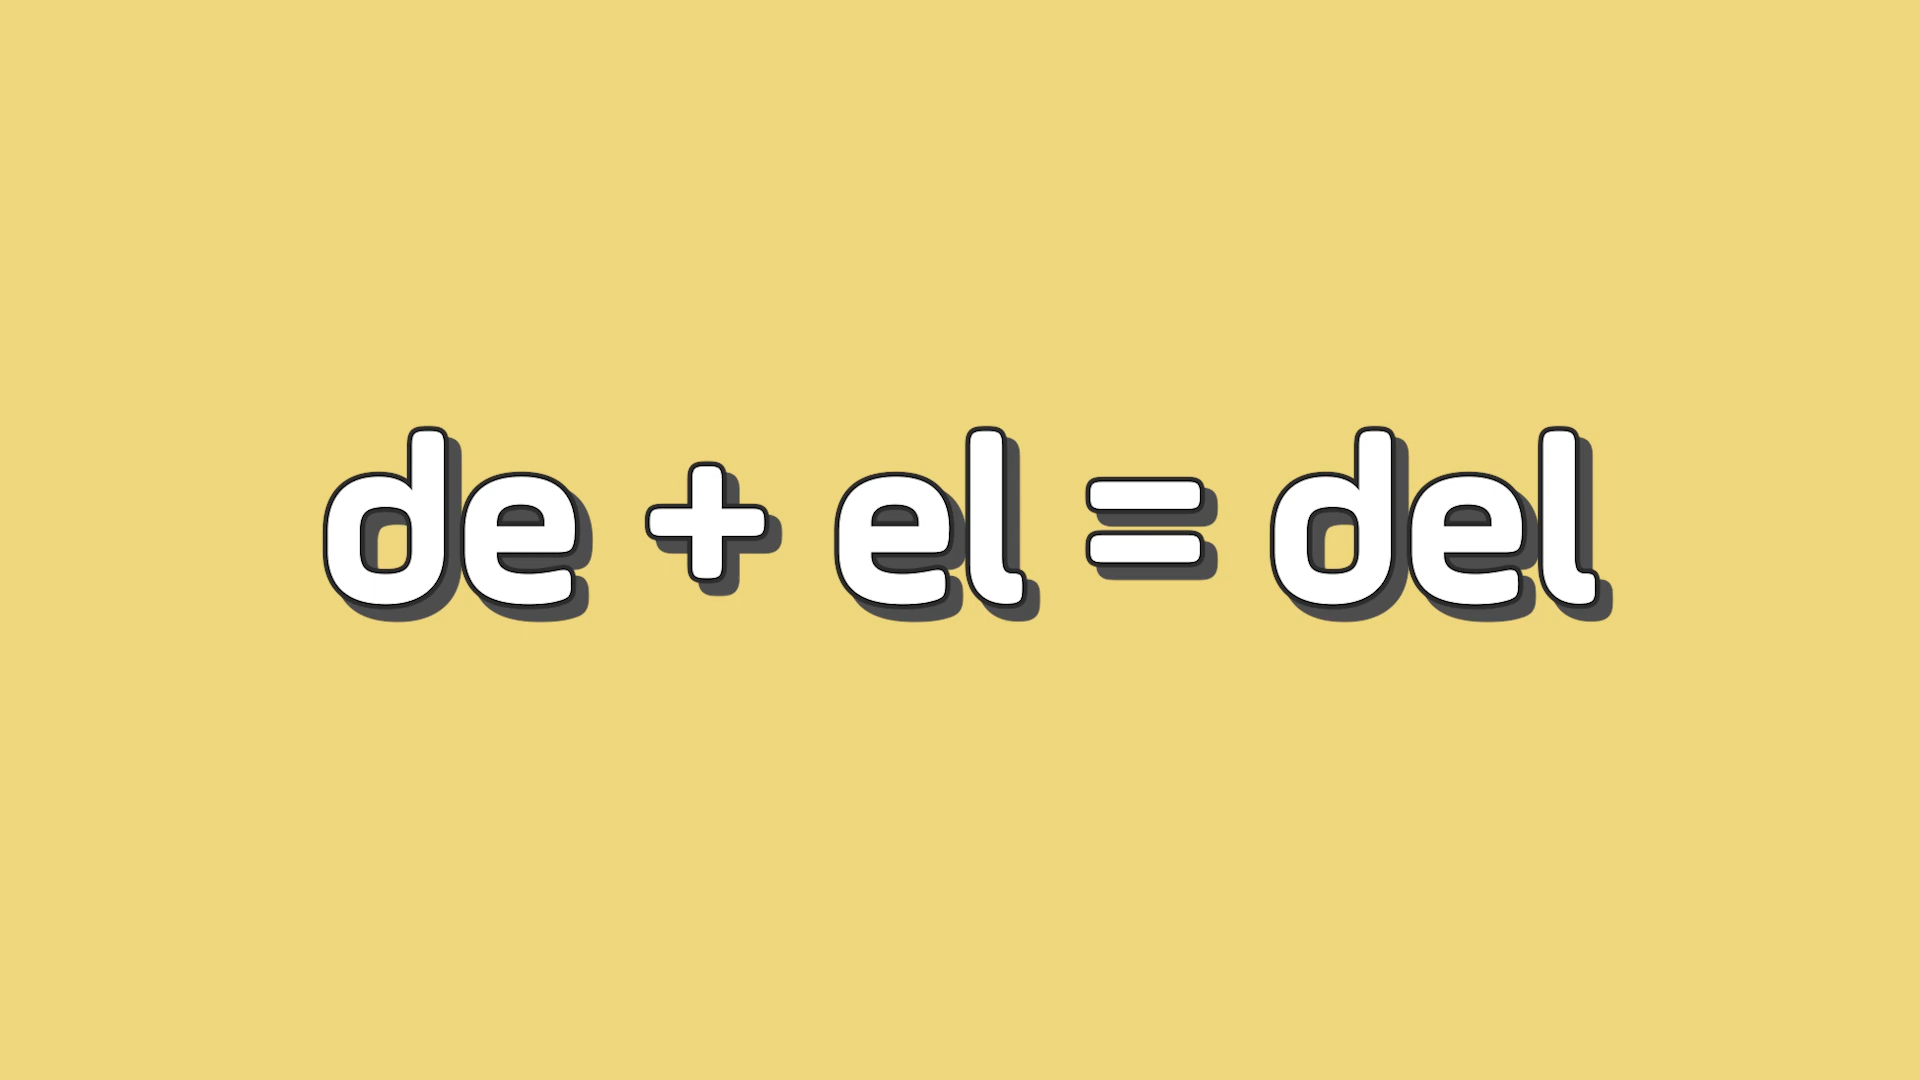 de + el = del